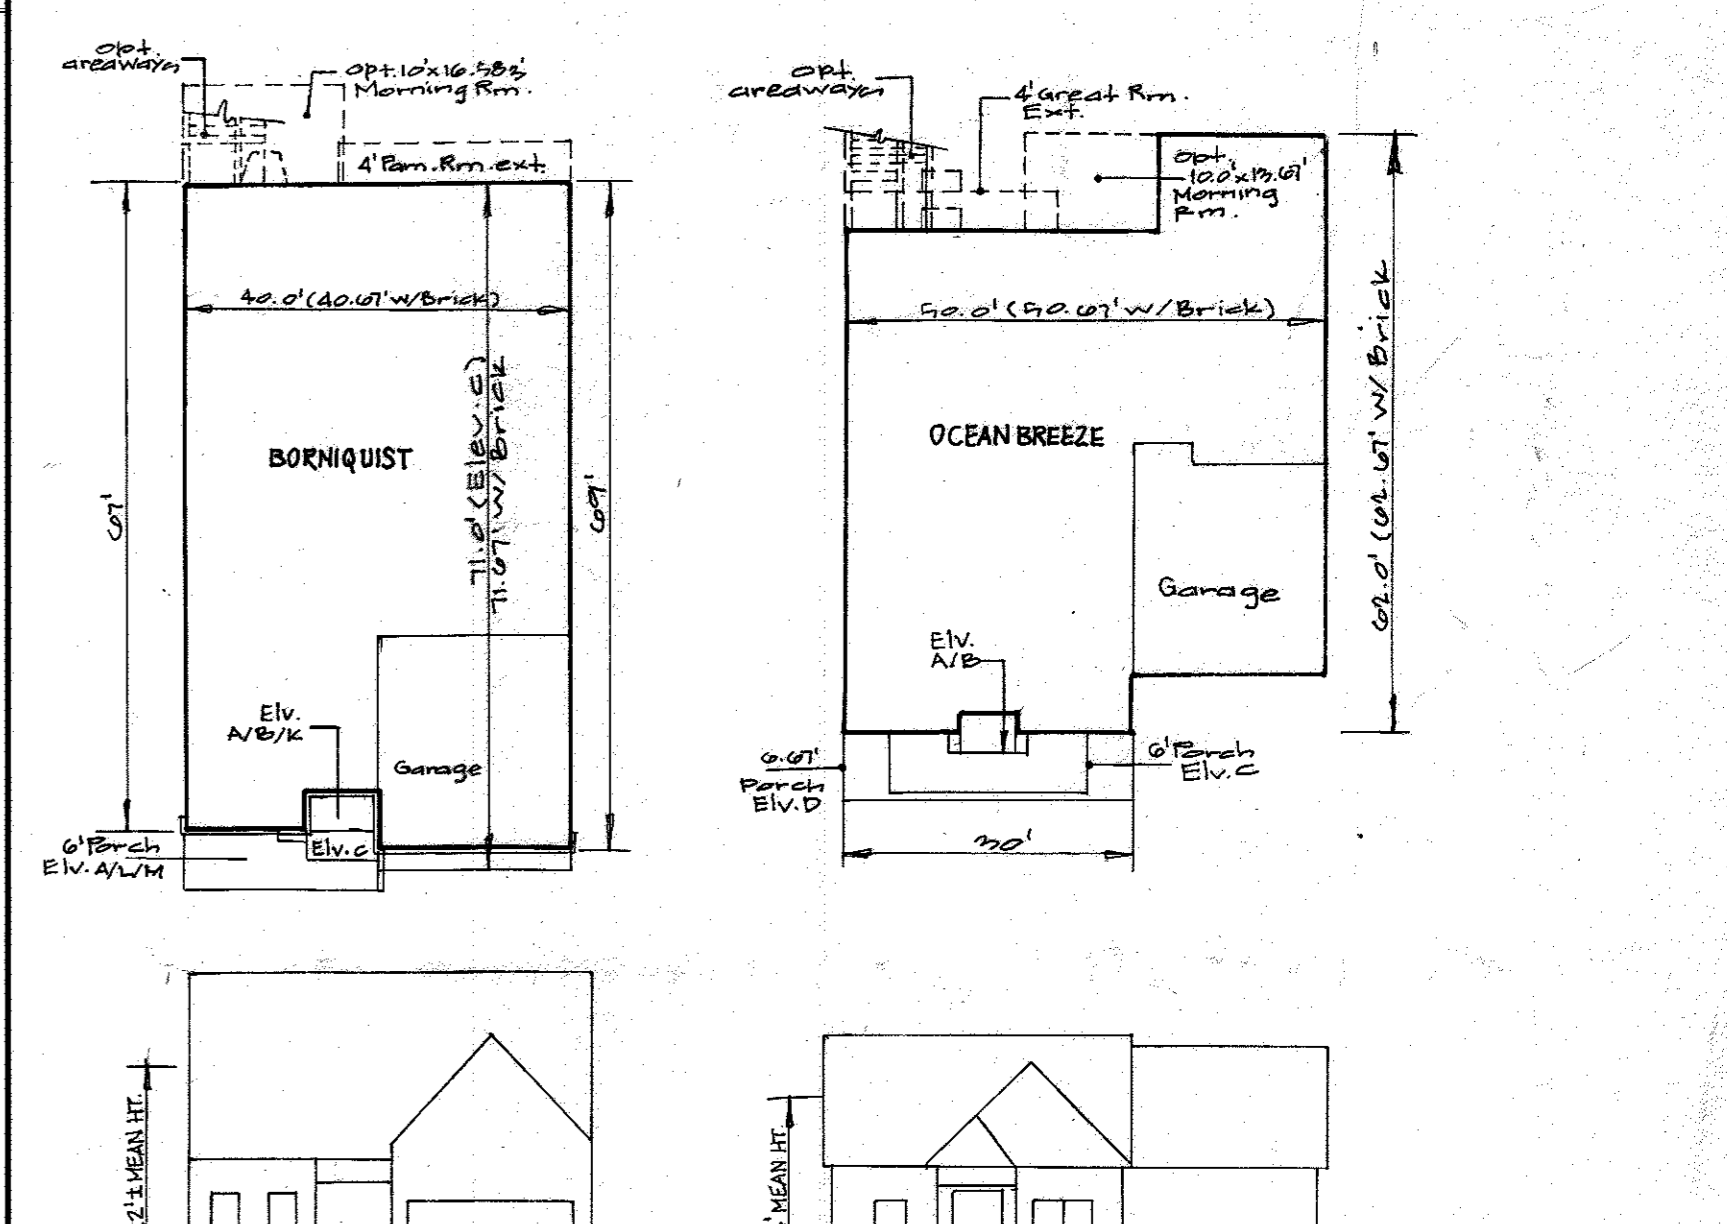 opt.
areaways
opt.10'x16.583'
Morning Rm.
4' Fam. Rm. ext.
40.0' (40.67' w/Brick)
BORNIQUIST
67'
71.0' (Elev. C)
71.67' w/ Brick
69'
Elv.
A/B/K
Garage
Elv. C
6' Porch
Elv. A/L/M
2'± MEAN HT.
opt.
areaways
4' Great Rm.
Ext.
opt.
10.0'x13.67'
Morning
Rm.
50.0' (50.67' w/Brick)
OCEAN BREEZE
62.0' (62.67' w/ Brick
Garage
Elv.
A/B
6.67'
Porch
Elv. D
6' Porch
Elv. C
30'
' MEAN HT.